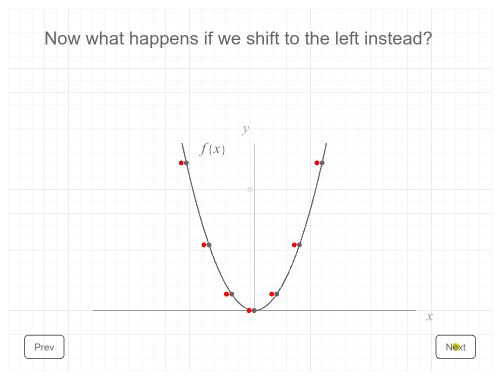 Now what happens if we shift to the left instead?
y
f(x)
x
Prev
Next